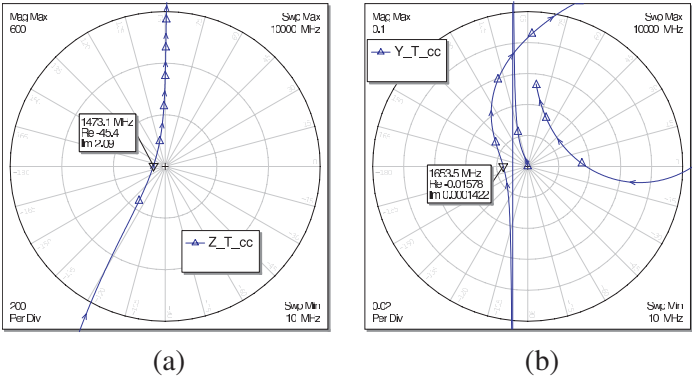 Mag Max
600
Swp Max
10000 MHz
1473.1 MHz
Re -45.4
Im 2.09
Z_T_cc
200
Per Div
Swp Min
10 MHz
(a)
Mag Max
0.1
Swp Max
10000 MHz
Y_T_cc
1653.5 MHz
Re -0.01578
Im 0.0001422
0.02
Per Div
Swp Min
10 MHz
(b)